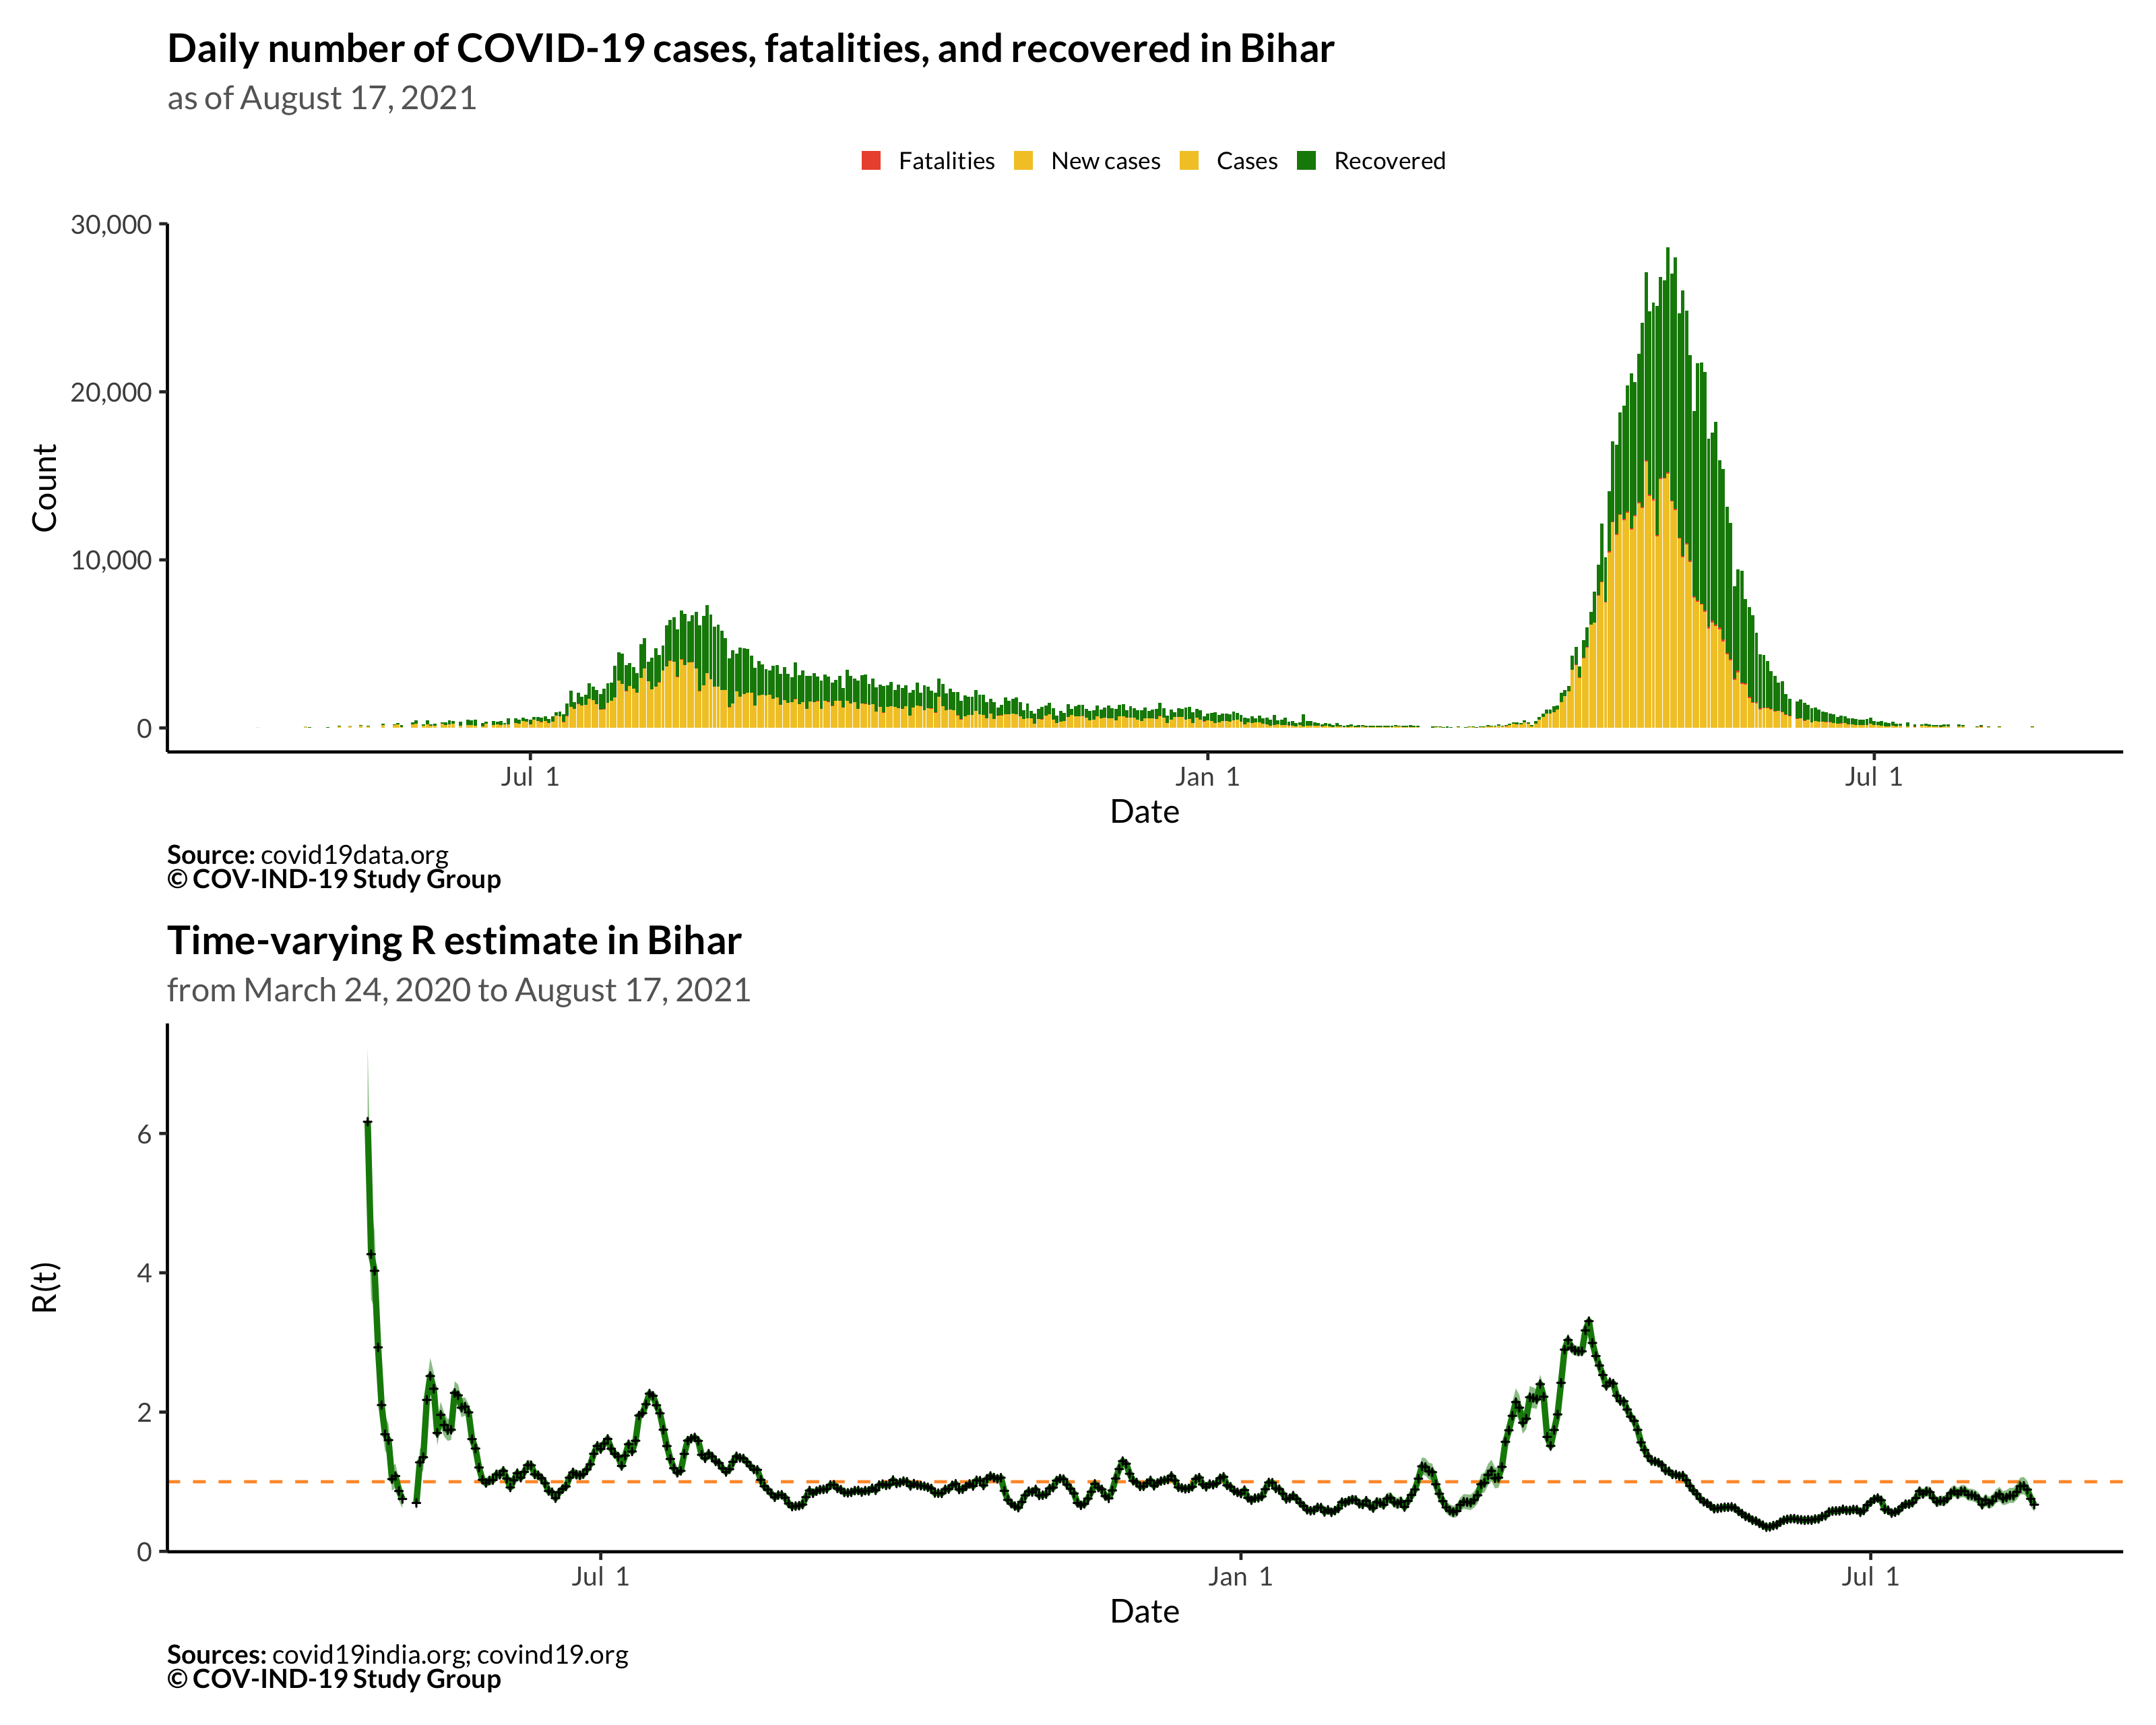 Daily number of COVID-19 cases, fatalities, and recovered in Bihar
as of August 17, 2021
Fatalities New cases Cases Recovered
30,000
20,000
10,000
0
Count
Jul 1 Jan 1 Jul 1
Date
Source: covid19data.org
© COV-IND-19 Study Group
Time-varying R estimate in Bihar
from March 24, 2020 to August 17, 2021
6
4
2
0
R(t)
Jul 1 Jan 1 Jul 1
Date
Sources: covid19india.org; covind19.org
© COV-IND-19 Study Group